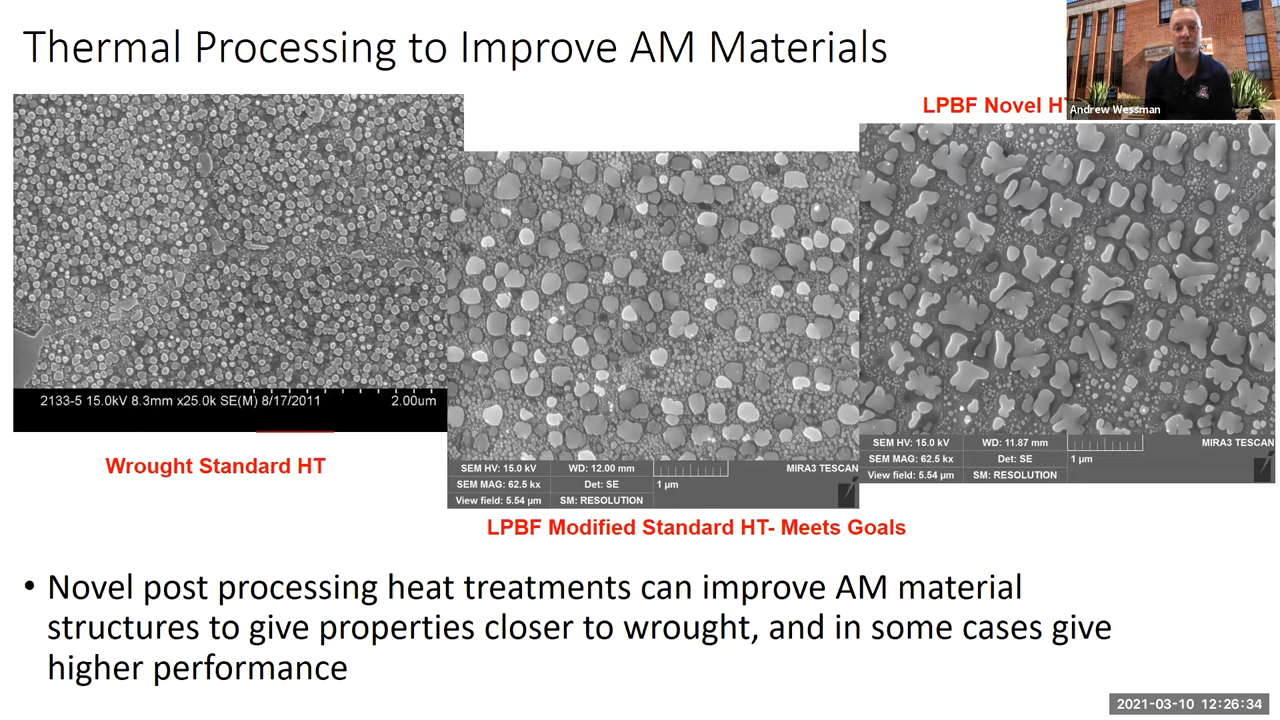 Thermal Processing to Improve AM Materials
LPBF Novel H
Andrew Wessman
2133-5 15.0kV 8.3mm x25.0k SE(M) 8/17/2011
2.00um
Wrought Standard HT
SEM HV: 15.0 kV
WD: 12.00 mm
MIRA3 TESCAN
SEM MAG: 62.5 kx
Det: SE
1 µm
View field: 5.54 µm
SM: RESOLUTION
LPBF Modified Standard HT- Meets Goals
SEM HV: 15.0 kV
WD: 11.87 mm
MIRA3 TESCAN
SEM MAG: 62.5 kx
Det: SE
1 µm
View field: 5.54 µm
SM: RESOLUTION
• Novel post processing heat treatments can improve AM material
structures to give properties closer to wrought, and in some cases give
higher performance
2021-03-10 12:26:34